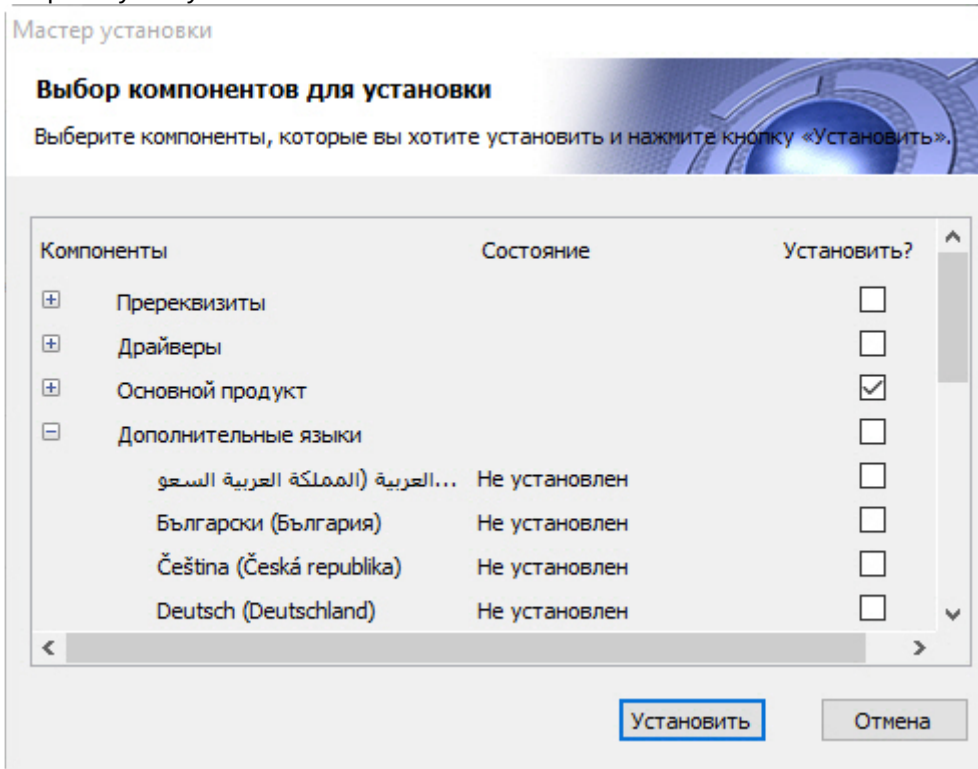 Мастер установки
Выбор компонентов для установки
Выберите компоненты, которые вы хотите установить и нажмите кнопку «Установить».
Компоненты Состояние Установить?
Пререквизиты
Драйверы
Основной продукт
Дополнительные языки
العربية (المملكة العربية السعو... Не установлен
Български (България) Не установлен
Čeština (Česká republika) Не установлен
Deutsch (Deutschland) Не установлен
Установить Отмена